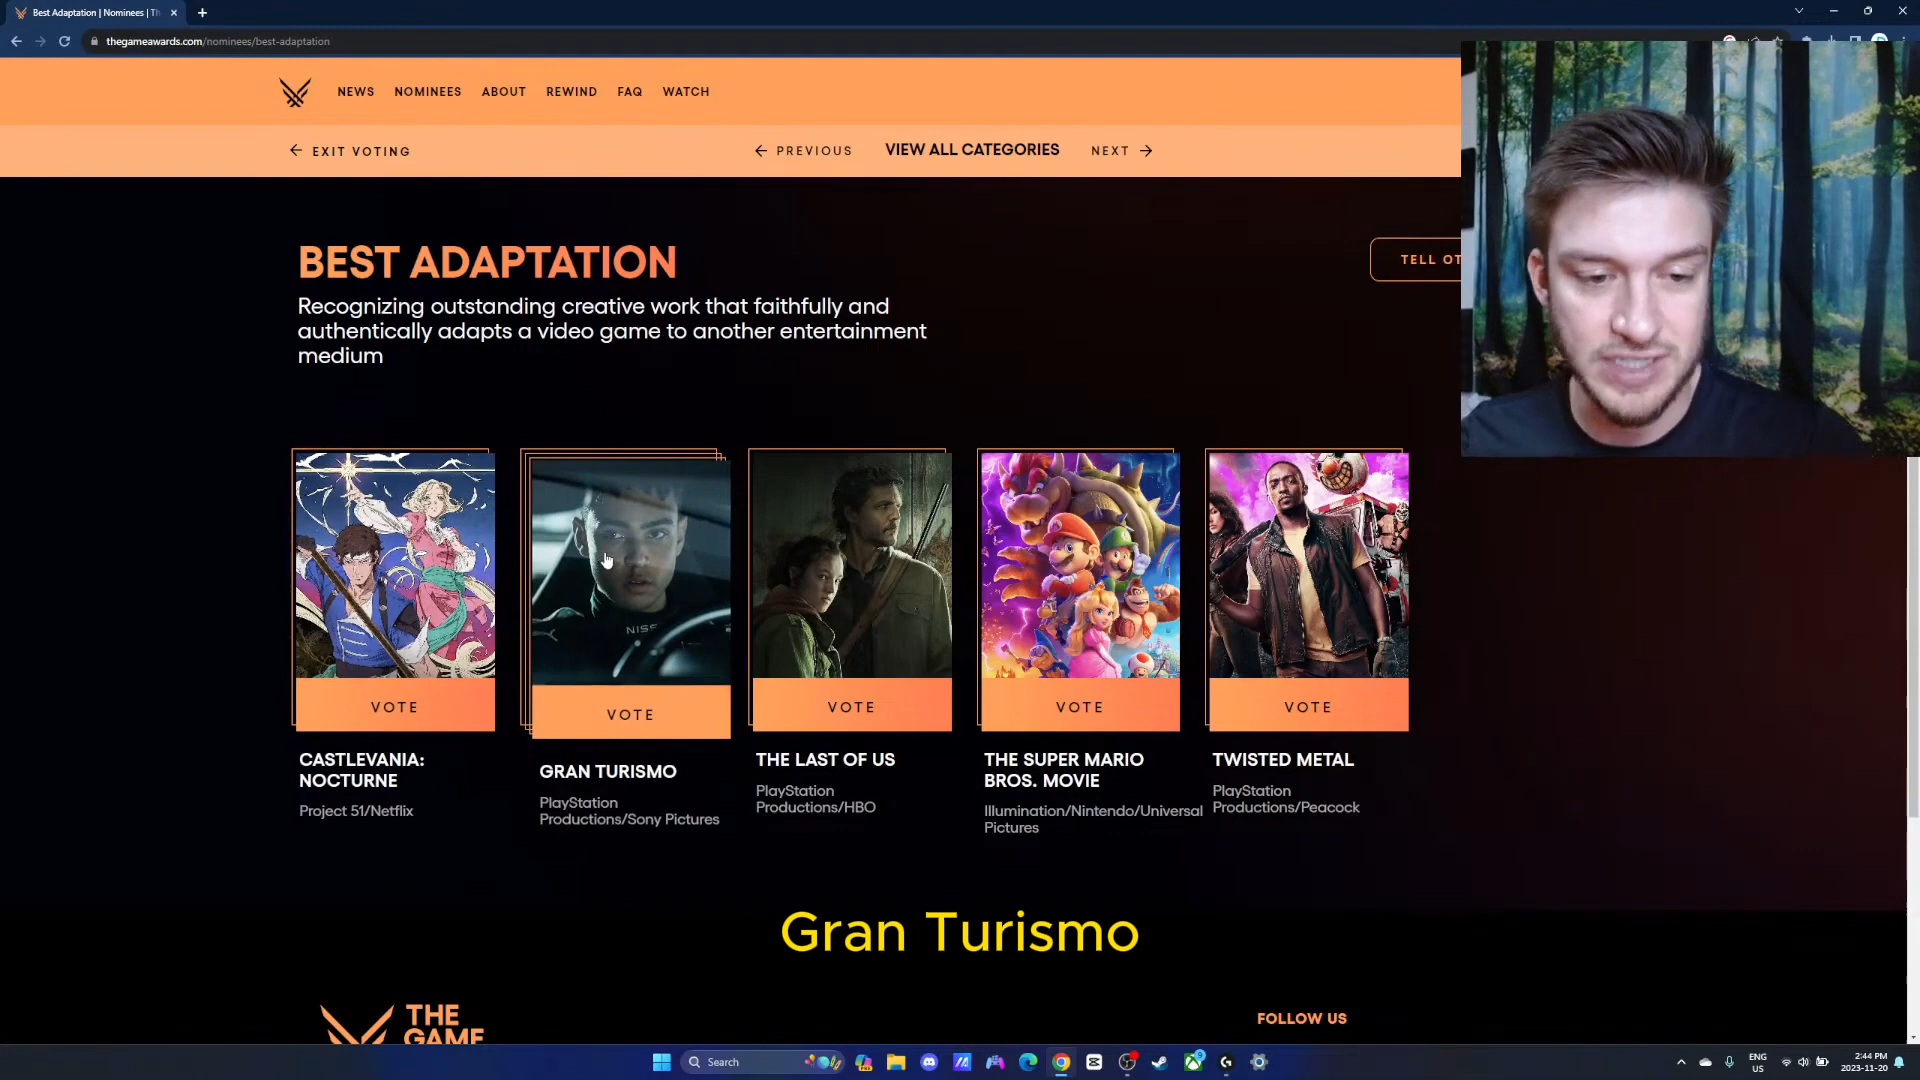 Best Adaptation | Nominees | Th
thegameawards.com/nominees/best-adaptation
NEWS NOMINEES ABOUT REWIND FAQ WATCH
← EXIT VOTING
← PREVIOUS VIEW ALL CATEGORIES NEXT →
BEST ADAPTATION
TELL OT
Recognizing outstanding creative work that faithfully and
authentically adapts a video game to another entertainment
medium
NISS
VOTE VOTE VOTE VOTE VOTE
CASTLEVANIA:
NOCTURNE
Project 51/Netflix
GRAN TURISMO
PlayStation
Productions/Sony Pictures
THE LAST OF US
PlayStation
Productions/HBO
THE SUPER MARIO
BROS. MOVIE
Illumination/Nintendo/Universal
Pictures
TWISTED METAL
PlayStation
Productions/Peacock
Gran Turismo
THE
GAME
FOLLOW US
Search
ENG
US
2:44 PM
2023-11-20